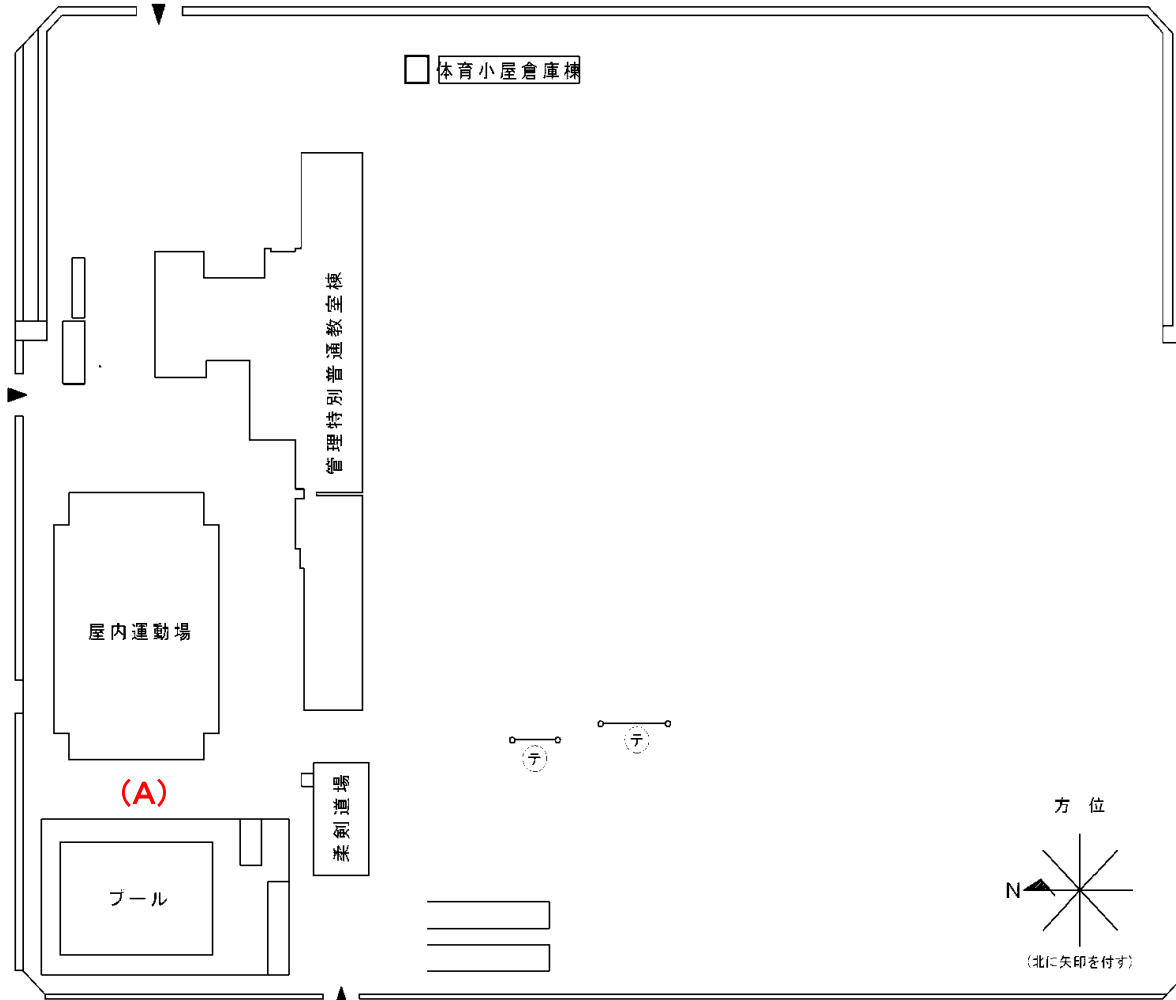 体育小屋倉庫棟
管理特別普通教室棟
屋内運動場
テ
テ
(A)
柔剣道場
プール
方位
N
(北に矢印を付す)